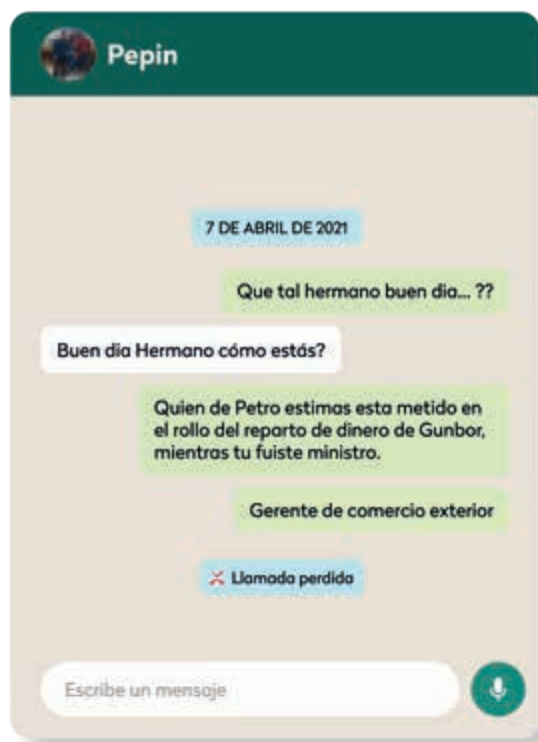 Pepin
7 DE ABRIL DE 2021
Que tal hermano buen dia... ??
Buen dia Hermano cómo estás?
Quien de Petro estimas esta metido en
el rollo del reparto de dinero de Gunbor,
mientras tu fuiste ministro.
Gerente de comercio exterior
Llamada perdida
Escribe un mensaje